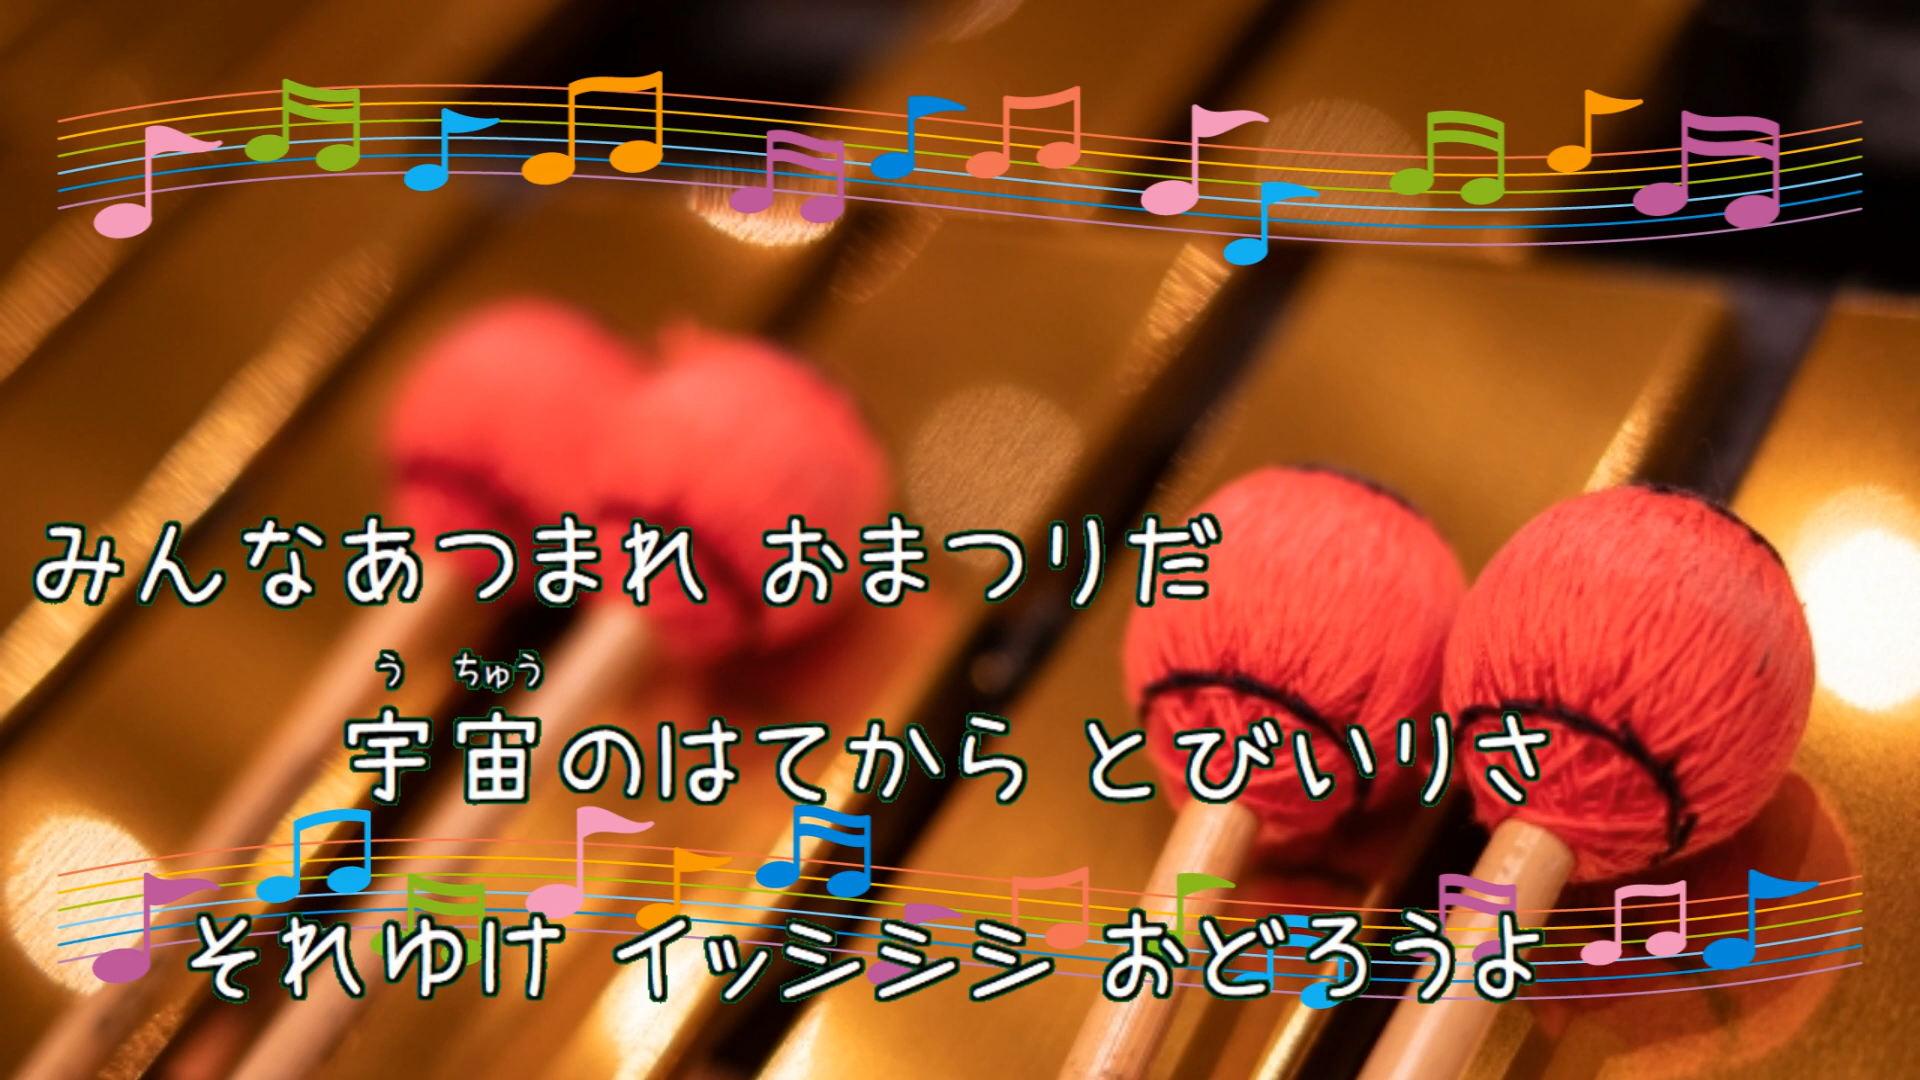 みんなあつまれ おまつりだ
う ちゅう
宇宙のはてから とびいりさ
それゆけ イッシシシ おどろうよ